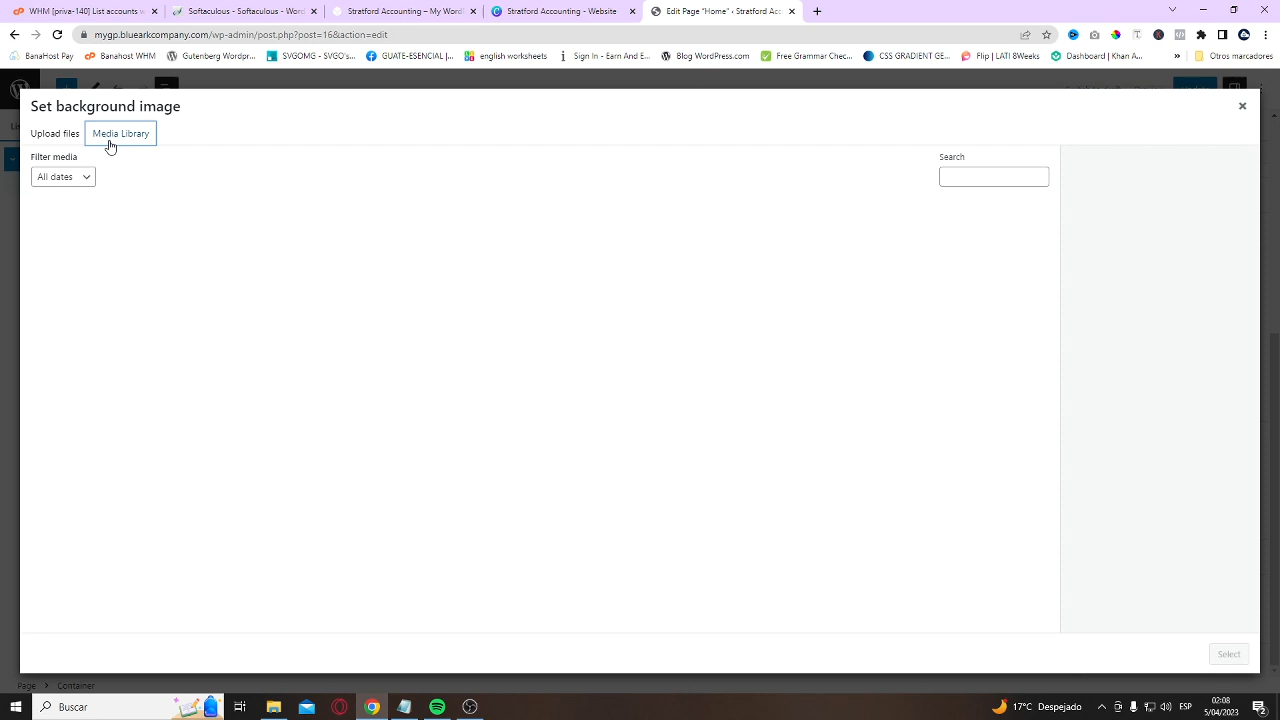 WHM [priva-140] List accounts w
Softaculous - Softaculous - Word
Stratford Accounting – My Word
Stratford Accounting - Website
Edit Page "Home" ‹ Stratford Acc
mygp.bluearkcompany.com/wp-admin/post.php?post=16&action=edit
BanaHost Pay
Banahost WHM
Gutenberg Wordpr...
SVGOMG - SVGO's...
GUATE-ESENCIAL |...
english worksheets
Sign In - Earn And E...
Blog WordPress.com
Free Grammar Chec...
CSS GRADIENT GE...
Flip | LATI 8Weeks
Dashboard | Khan A...
»
Otros marcadores
Set background image
Upload files
Media Library
Filter media
Search
All dates
Select
Page
Container
Buscar
17°C Despejado
ESP
02:08
5/04/2023
2